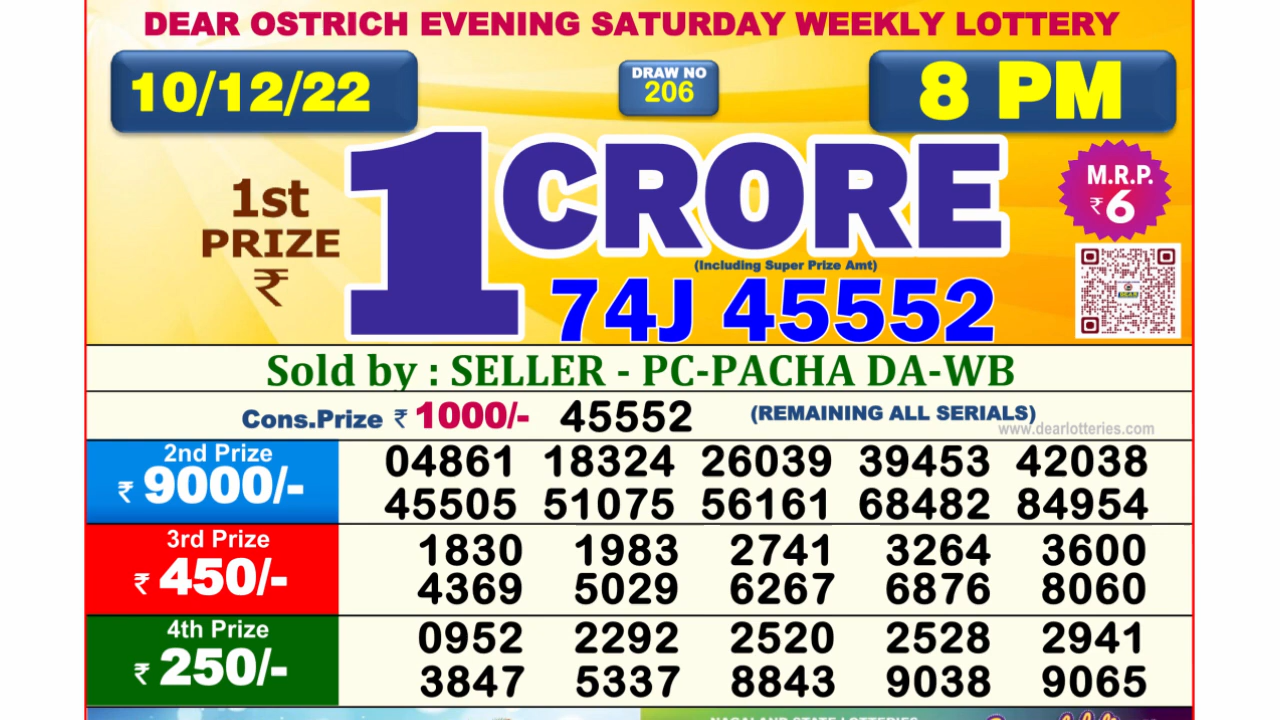 DEAR OSTRICH EVENING SATURDAY WEEKLY LOTTERY
10/12/22
DRAW NO
206
8 PM
1st
PRIZE
₹
1 CRORE
M.R.P.
₹6
(Including Super Prize Amt)
74J 45552
Sold by : SELLER - PC-PACHA DA-WB
Cons.Prize ₹ 1000/- 45552 (REMAINING ALL SERIALS)
www.dearlotteries.com
2nd Prize
₹ 9000/-
04861 18324 26039 39453 42038
45505 51075 56161 68482 84954
3rd Prize
₹ 450/-
1830 1983 2741 3264 3600
4369 5029 6267 6876 8060
4th Prize
₹ 250/-
0952 2292 2520 2528 2941
3847 5337 8843 9038 9065
NAGALAND STATE LOTTERIES